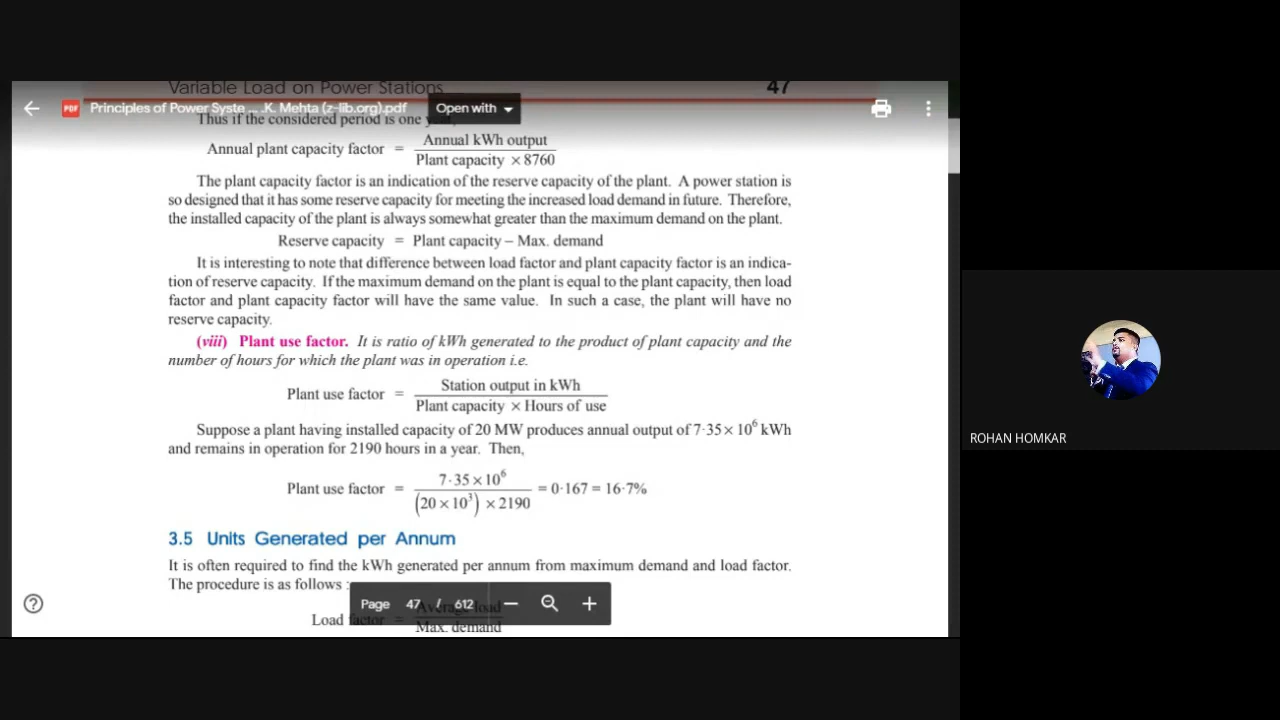 Variable Load on Power Stations 47
Principles of Power Syste ... .K. Mehta (z-lib.org).pdf Open with
Thus if the considered period is one
Annual plant capacity factor = Annual kWh output / Plant capacity × 8760
The plant capacity factor is an indication of the reserve capacity of the plant. A power station is
so designed that it has some reserve capacity for meeting the increased load demand in future. Therefore,
the installed capacity of the plant is always somewhat greater than the maximum demand on the plant.
Reserve capacity = Plant capacity – Max. demand
It is interesting to note that difference between load factor and plant capacity factor is an indica-
tion of reserve capacity. If the maximum demand on the plant is equal to the plant capacity, then load
factor and plant capacity factor will have the same value. In such a case, the plant will have no
reserve capacity.
(viii) Plant use factor. It is ratio of kWh generated to the product of plant capacity and the
number of hours for which the plant was in operation i.e.
Plant use factor = Station output in kWh / Plant capacity × Hours of use
Suppose a plant having installed capacity of 20 MW produces annual output of 7·35 × 10⁶ kWh
and remains in operation for 2190 hours in a year. Then,
Plant use factor = 7·35 × 10⁶ / (20 × 10³) × 2190 = 0·167 = 16·7%
3.5 Units Generated per Annum
It is often required to find the kWh generated per annum from maximum demand and load factor.
The procedure is as follows :
Load factor = Average load / Max. demand
Page 47 / 612
ROHAN HOMKAR